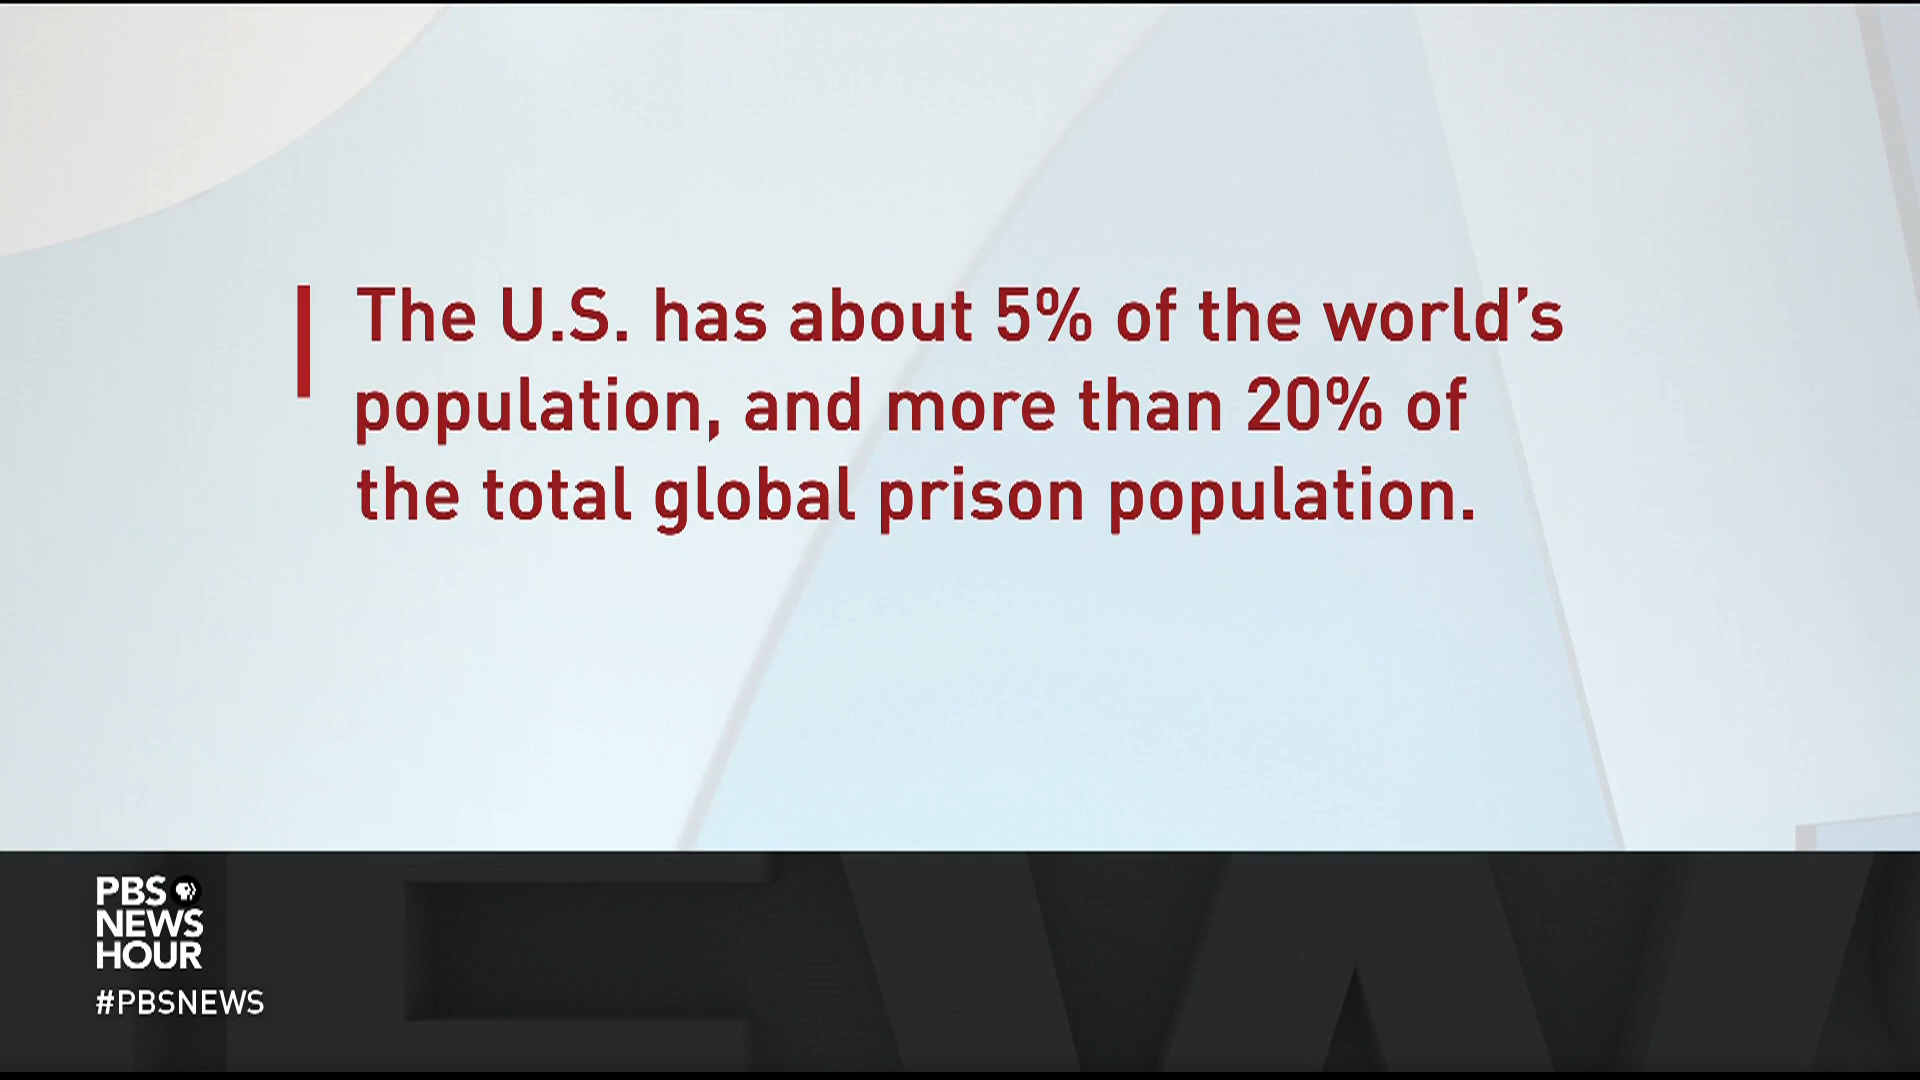 The U.S. has about 5% of the world’s
population, and more than 20% of
the total global prison population.
PBS
NEWS
HOUR
#PBSNEWS